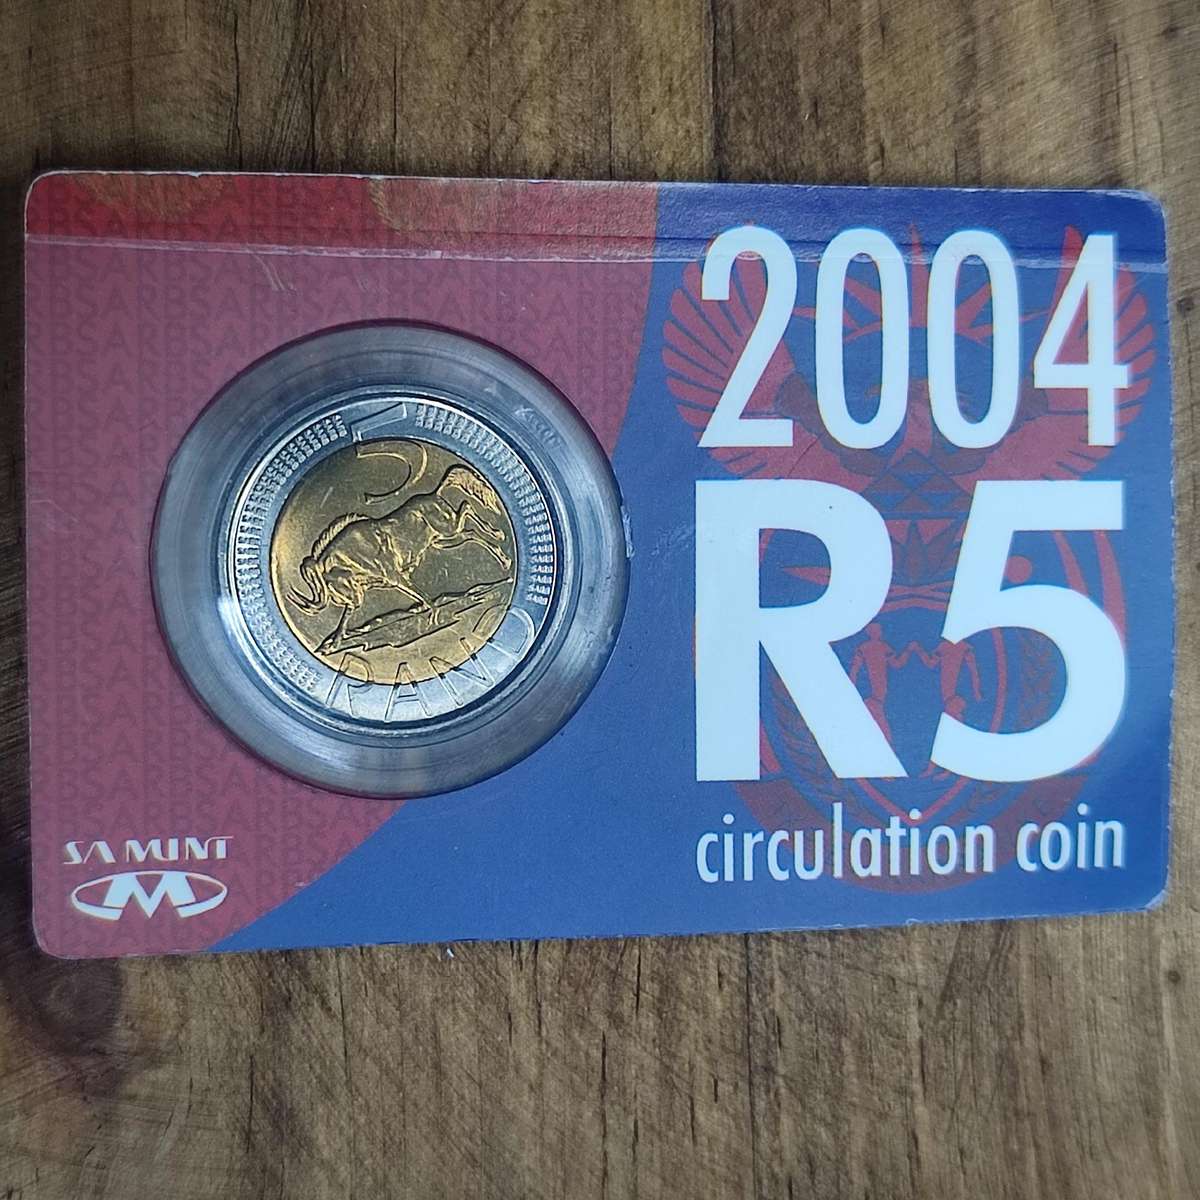 2004
R5
circulation coin
5
RAND
SA MINT